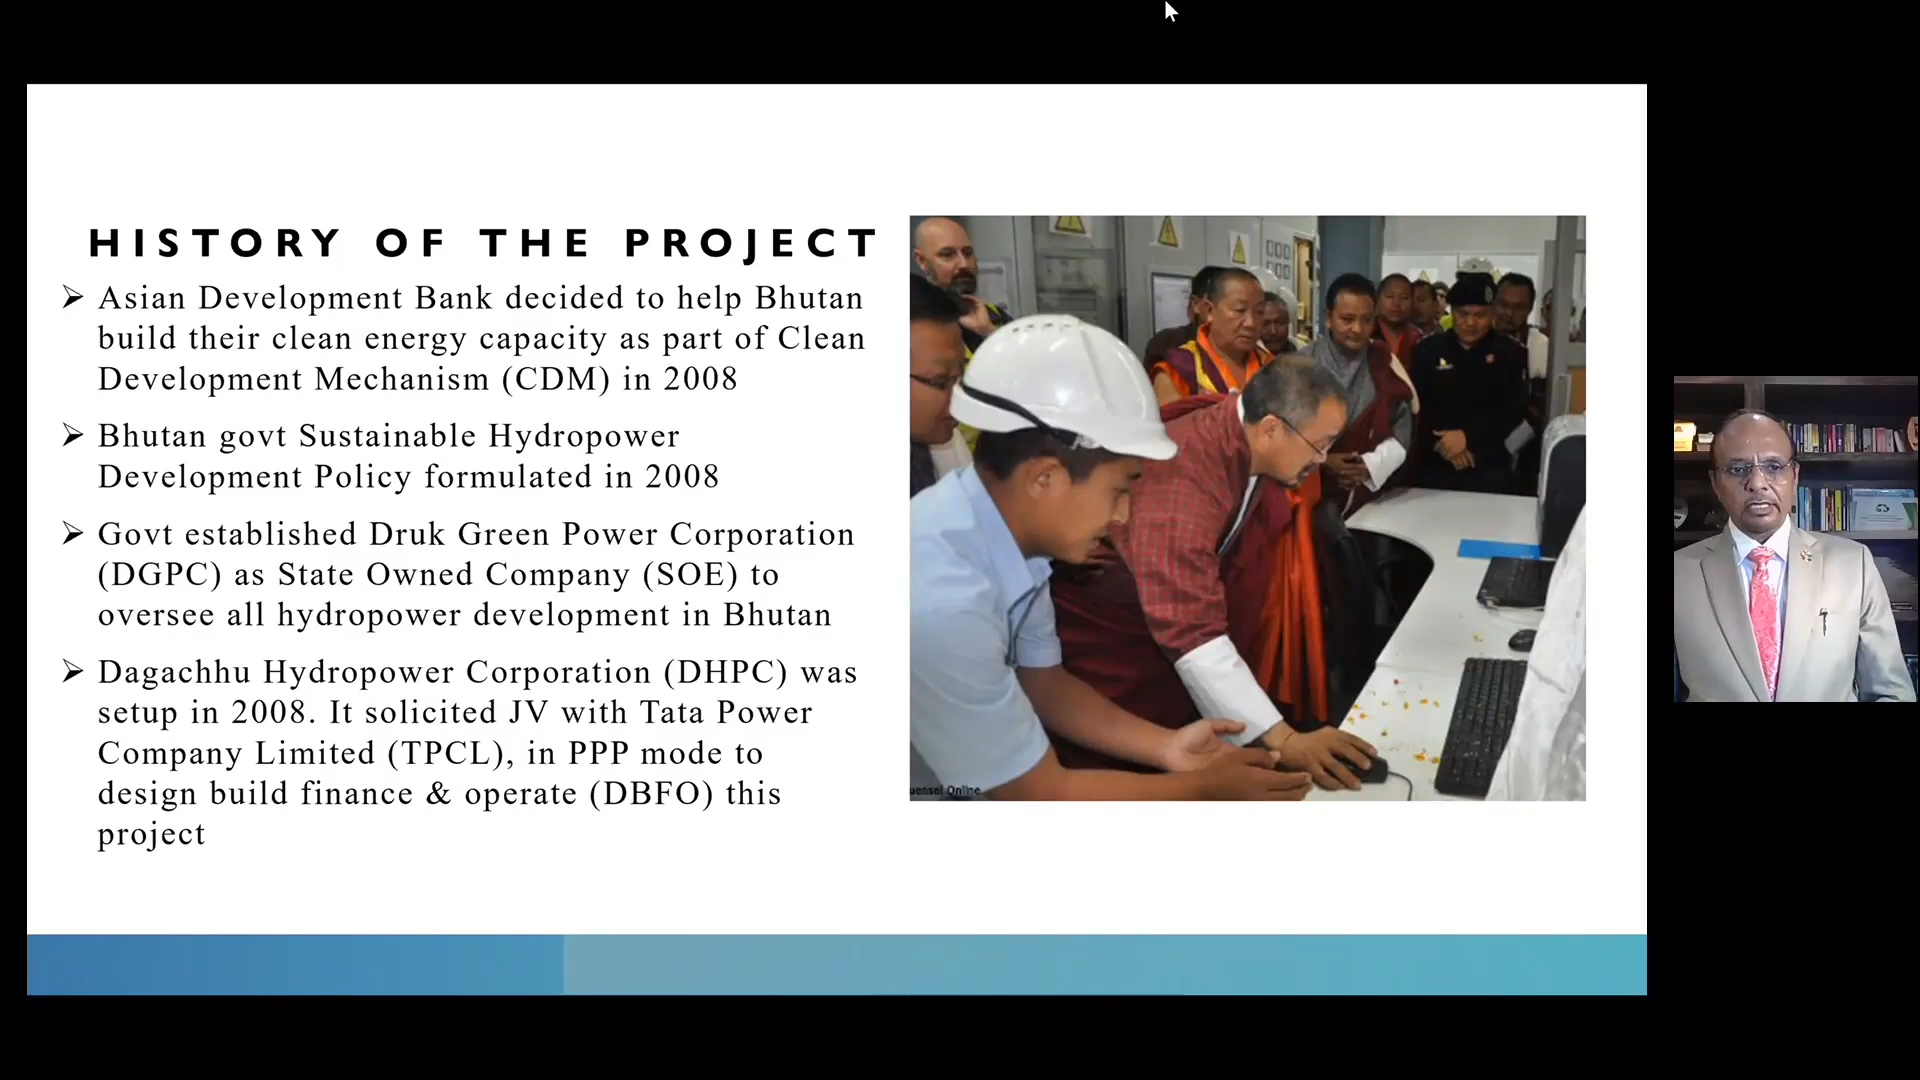 HISTORY OF THE PROJECT
➢ Asian Development Bank decided to help Bhutan
build their clean energy capacity as part of Clean
Development Mechanism (CDM) in 2008
➢ Bhutan govt Sustainable Hydropower
Development Policy formulated in 2008
➢ Govt established Druk Green Power Corporation
(DGPC) as State Owned Company (SOE) to
oversee all hydropower development in Bhutan
➢ Dagachhu Hydropower Corporation (DHPC) was
setup in 2008. It solicited JV with Tata Power
Company Limited (TPCL), in PPP mode to
design build finance & operate (DBFO) this
project
uensel Online